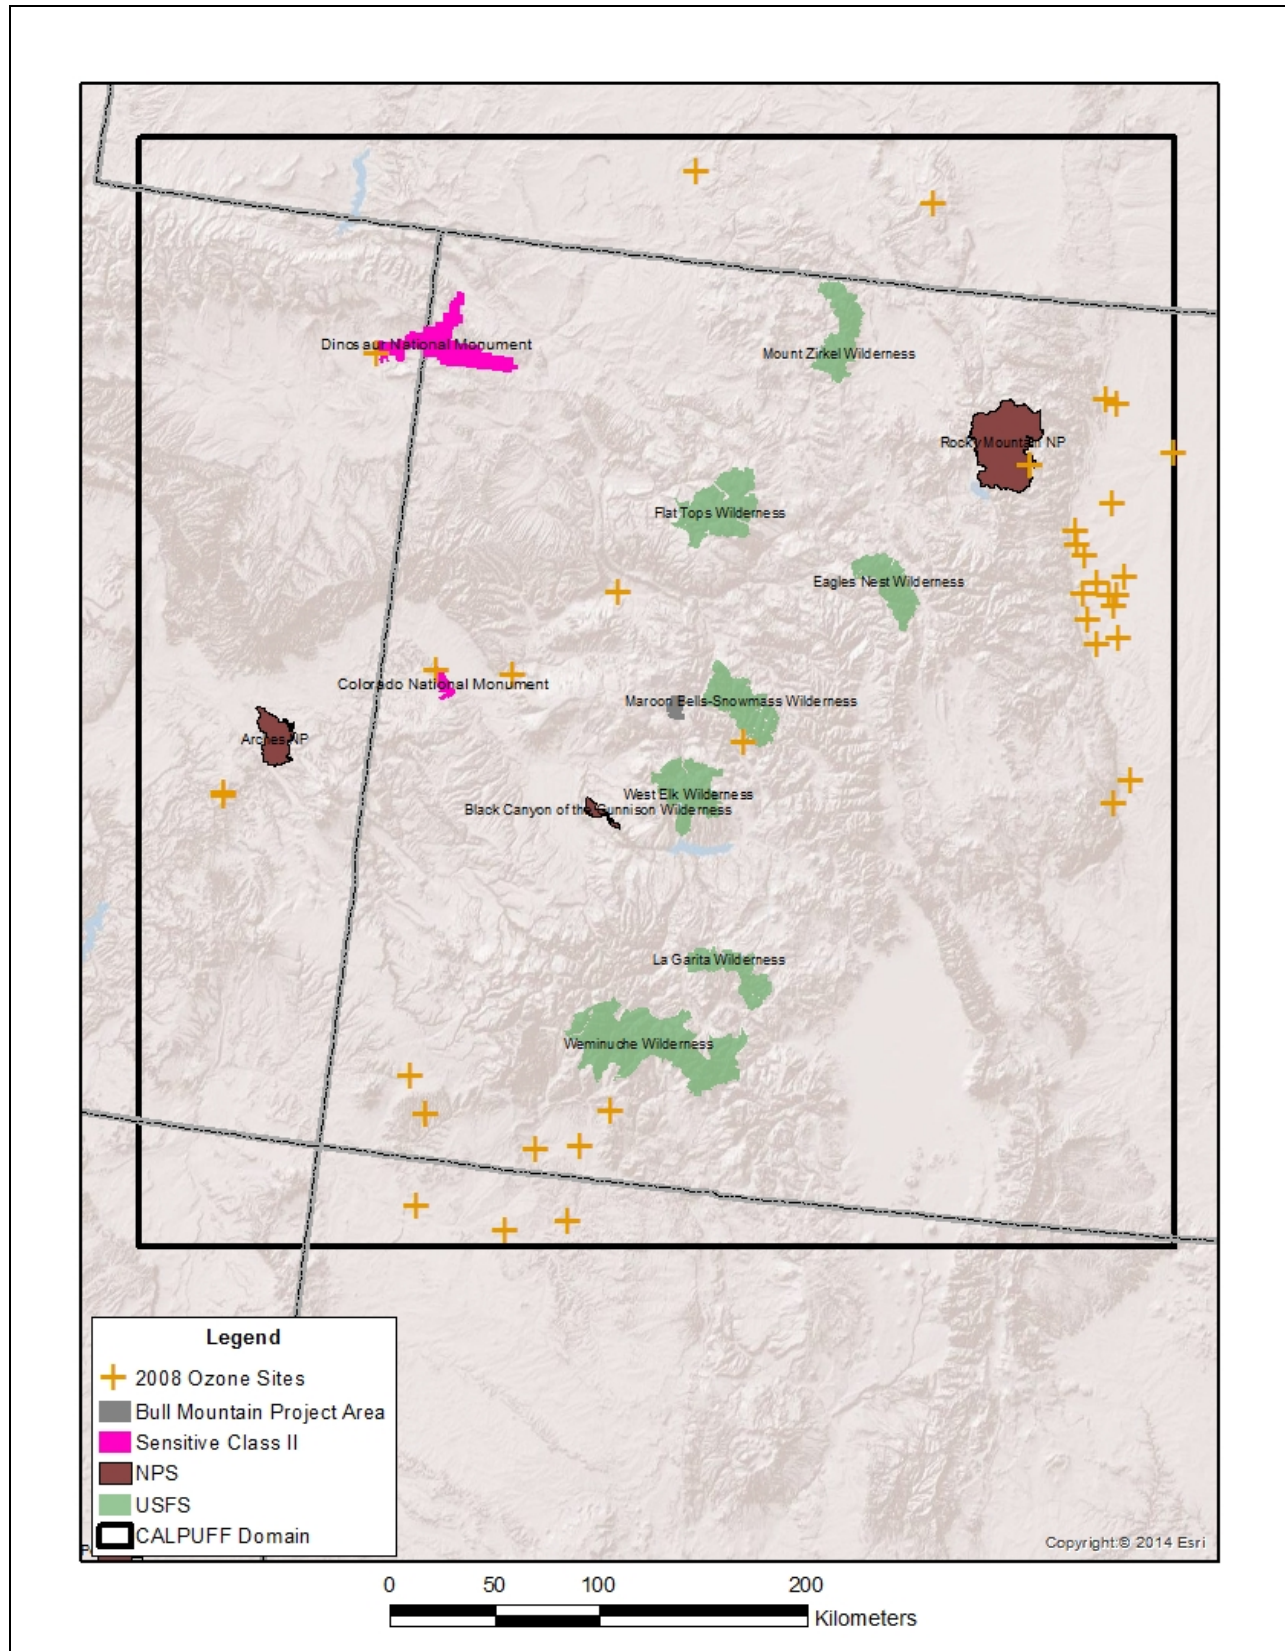 Dinosaur National Monument
Mount Zirkel Wilderness
Rocky Mountain NP
Flat Tops Wilderness
Eagles Nest Wilderness
Colorado National Monument
Maroon Bells-Snowmass Wilderness
Arches NP
West Elk Wilderness
Black Canyon of the Gunnison Wilderness
La Garita Wilderness
Weminuche Wilderness
Legend
2008 Ozone Sites
Bull Mountain Project Area
Sensitive Class II
NPS
USFS
CALPUFF Domain
Copyright:© 2014 Esri
0 50 100 200
Kilometers